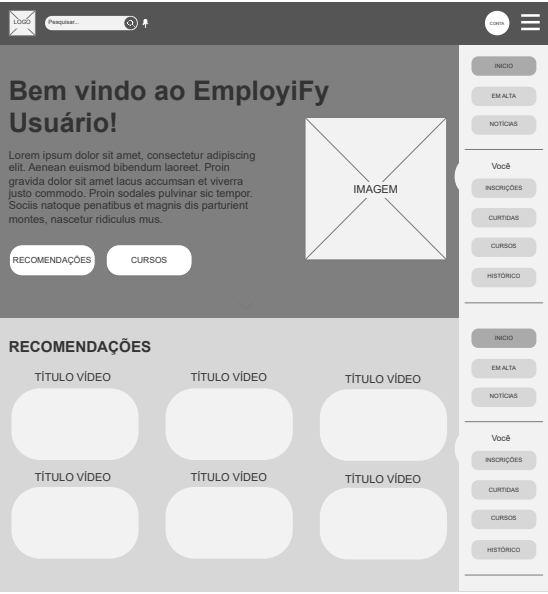 LOGO
Pesquisar...
CONTA
Bem vindo ao EmployiFy
Usuário!
Lorem ipsum dolor sit amet, consectetur adipiscing
elit. Aenean euismod bibendum laoreet. Proin
gravida dolor sit amet lacus accumsan et viverra
justo commodo. Proin sodales pulvinar sic tempor.
Sociis natoque penatibus et magnis dis parturient
montes, nascetur ridiculus mus.
RECOMENDAÇÕES
CURSOS
IMAGEM
INICIO
EM ALTA
NOTÍCIAS
Você
INSCRIÇÕES
CURTIDAS
CURSOS
HISTÓRICO
RECOMENDAÇÕES
TÍTULO VÍDEO
TÍTULO VÍDEO
TÍTULO VÍDEO
TÍTULO VÍDEO
TÍTULO VÍDEO
TÍTULO VÍDEO
INICIO
EM ALTA
NOTÍCIAS
Você
INSCRIÇÕES
CURTIDAS
CURSOS
HISTÓRICO